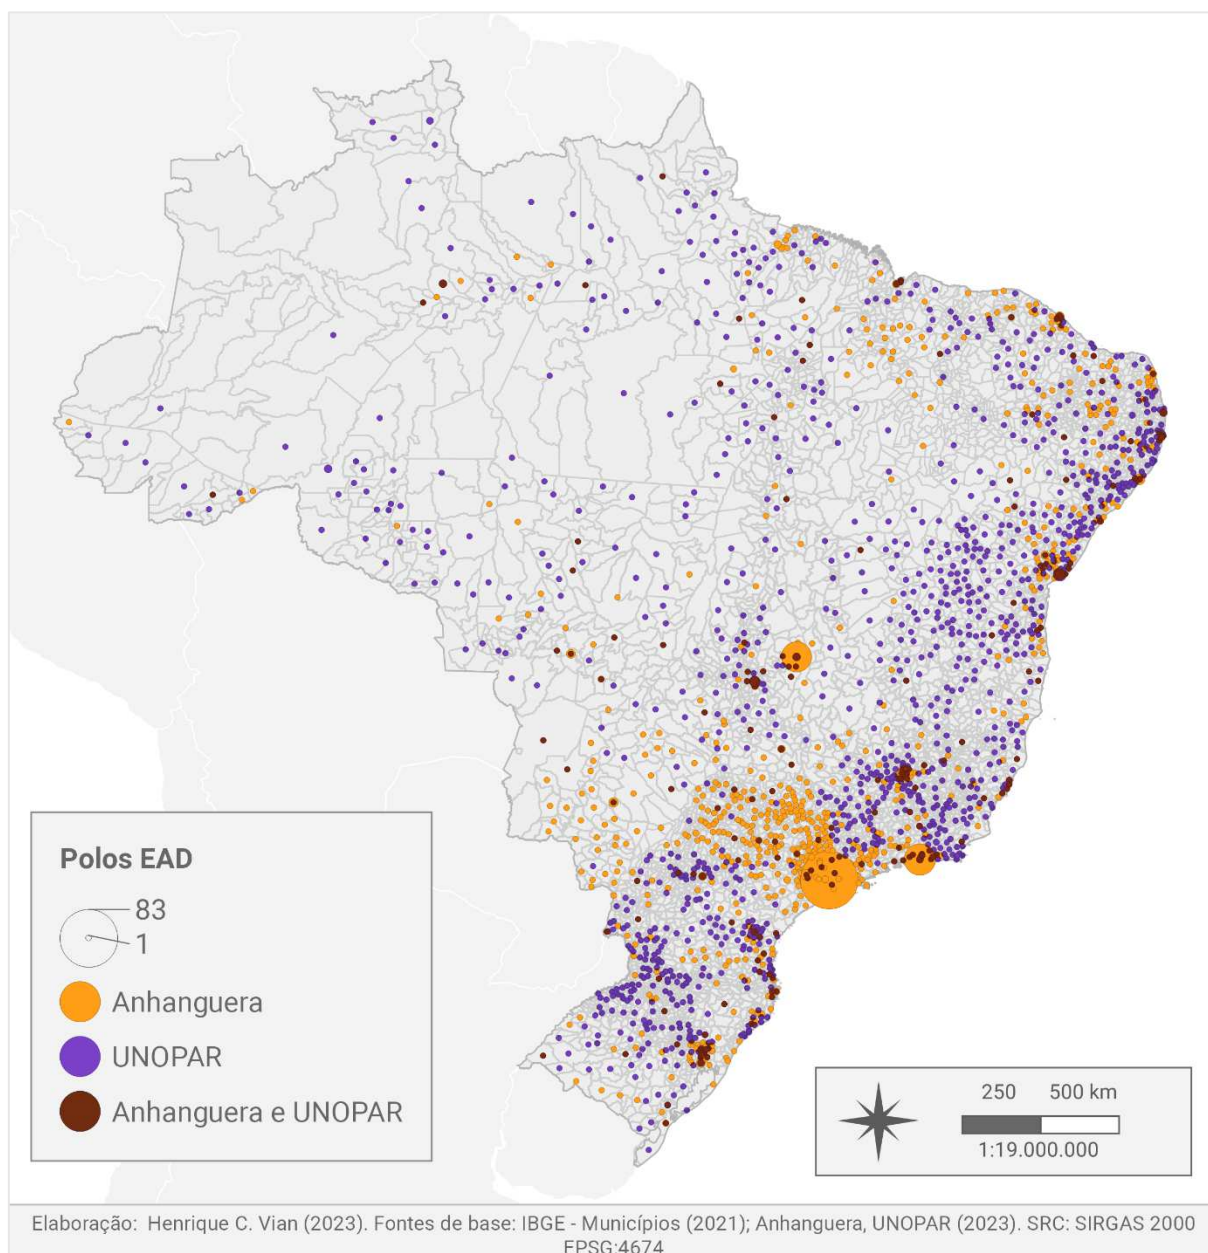 Polos EAD
83
1
Anhanguera
UNOPAR
Anhanguera e UNOPAR
250 500 km
1:19.000.000
Elaboração: Henrique C. Vian (2023). Fontes de base: IBGE - Municípios (2021); Anhanguera, UNOPAR (2023). SRC: SIRGAS 2000
EPSG:4674